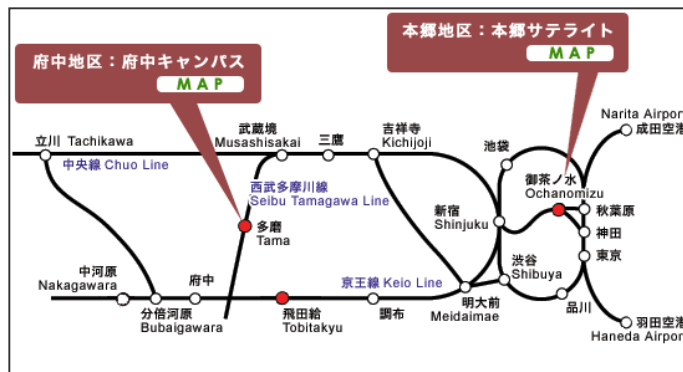 府中地区：府中キャンパス
MAP
本郷地区：本郷サテライト
MAP
Narita Airport
成田空港
立川 Tachikawa
中央線 Chuo Line
武蔵境
Musashisakai
三鷹
吉祥寺
Kichijoji
池袋
御茶ノ水
Ochanomizu
西武多摩川線
Seibu Tamagawa Line
新宿
Shinjuku
秋葉原
神田
東京
多磨
Tama
渋谷
Shibuya
中河原
Nakagawara
府中
京王線 Keio Line
分倍河原
Bubaigawara
飛田給
Tobitakyu
調布
明大前
Meidaimae
品川
羽田空港
Haneda Airport